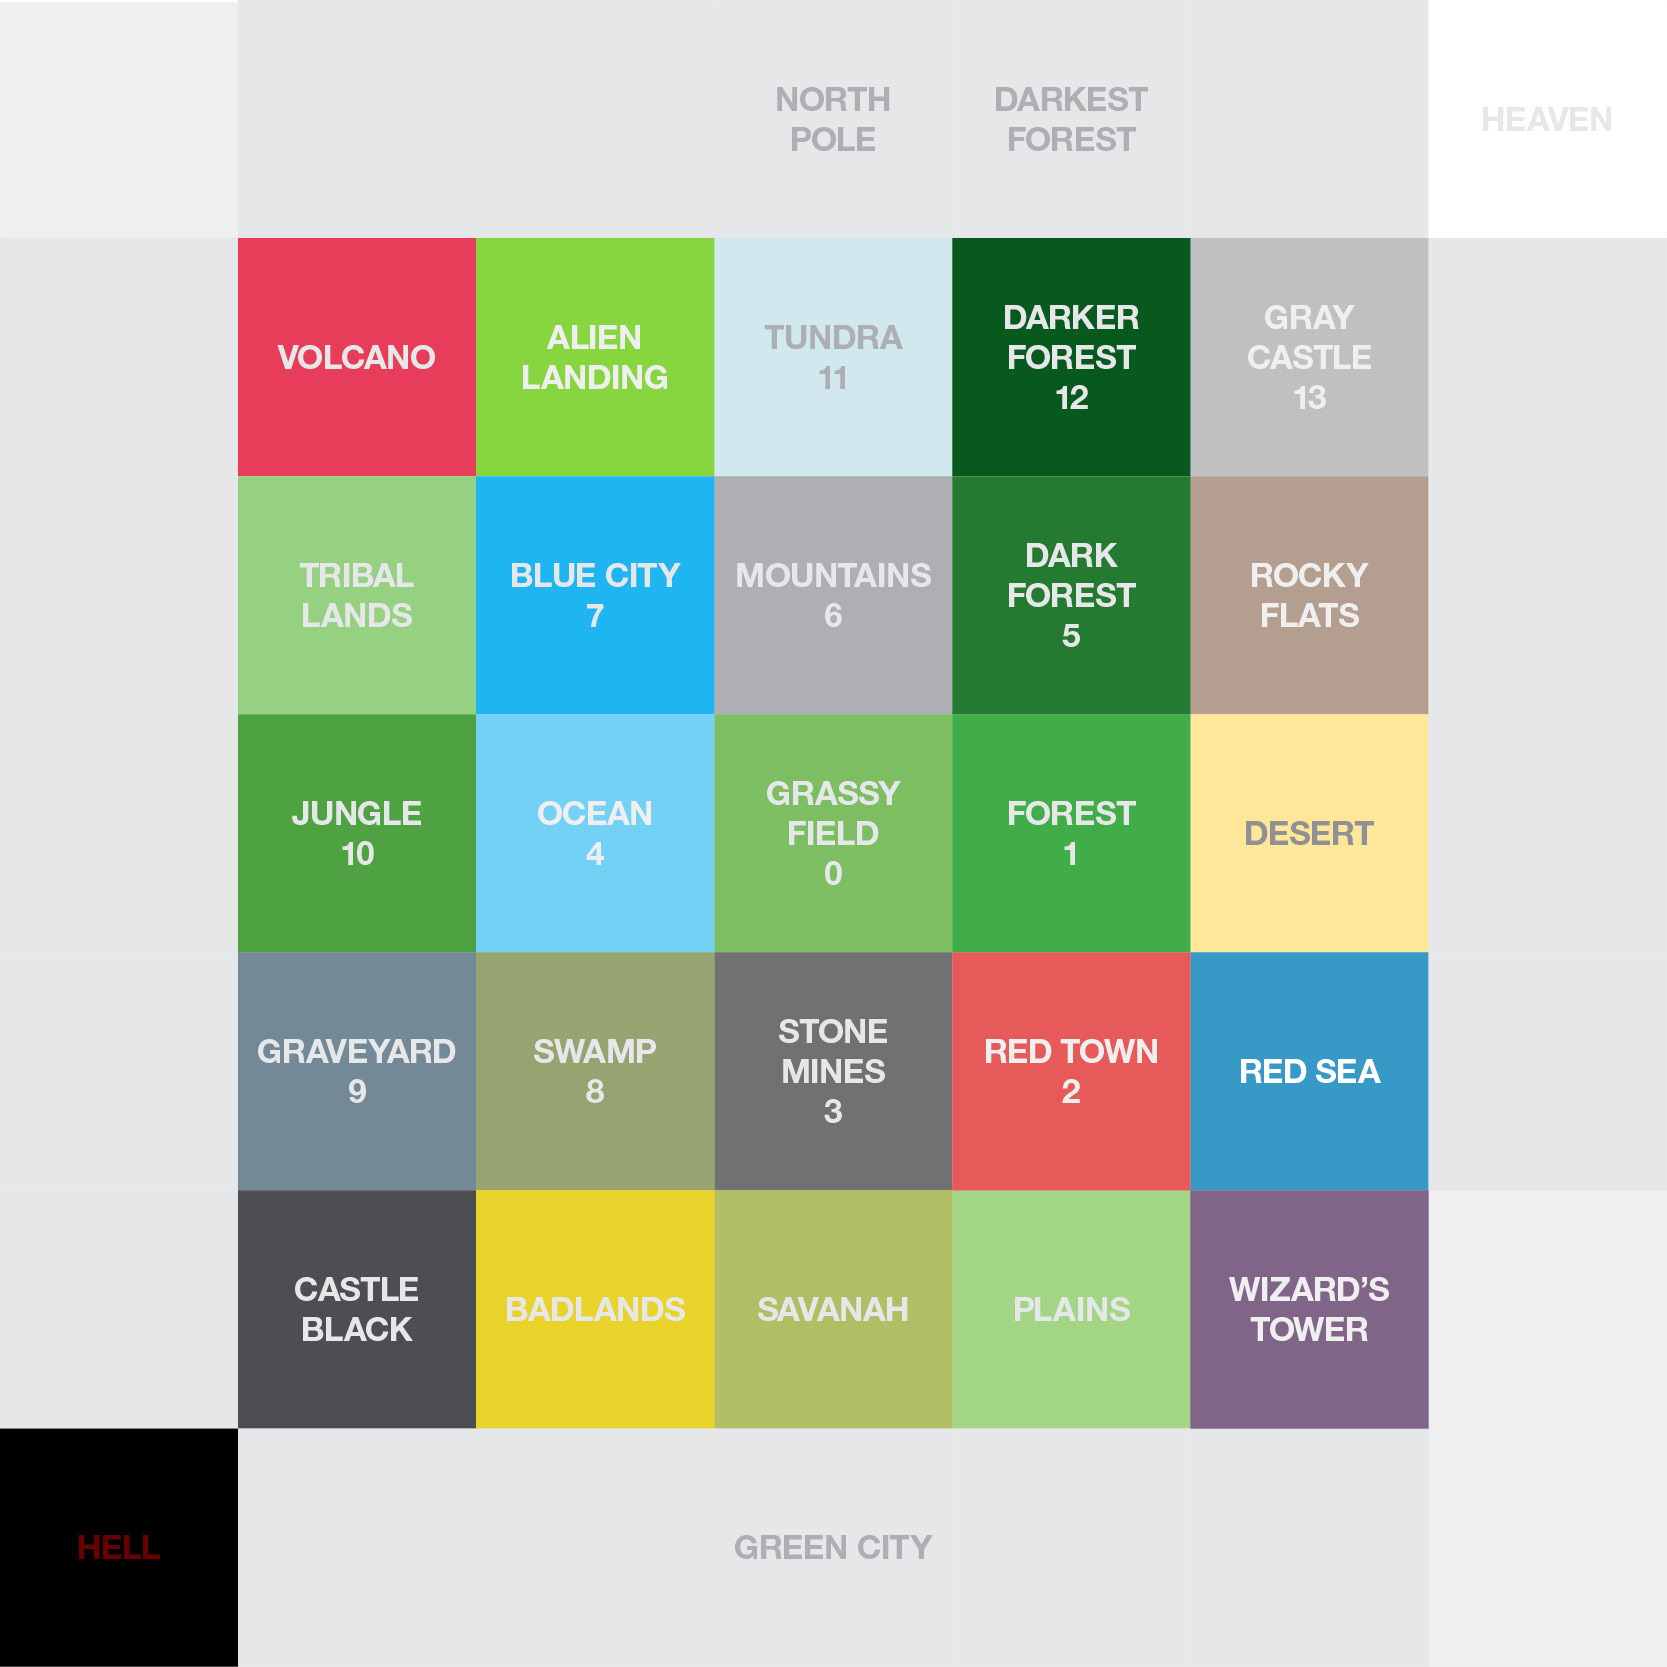 NORTH
POLE
DARKEST
FOREST
HEAVEN
VOLCANO
ALIEN
LANDING
TUNDRA
11
DARKER
FOREST
12
GRAY
CASTLE
13
TRIBAL
LANDS
BLUE CITY
7
MOUNTAINS
6
DARK
FOREST
5
ROCKY
FLATS
JUNGLE
10
OCEAN
4
GRASSY
FIELD
0
FOREST
1
DESERT
GRAVEYARD
9
SWAMP
8
STONE
MINES
3
RED TOWN
2
RED SEA
CASTLE
BLACK
BADLANDS
SAVANAH
PLAINS
WIZARD’S
TOWER
HELL
GREEN CITY